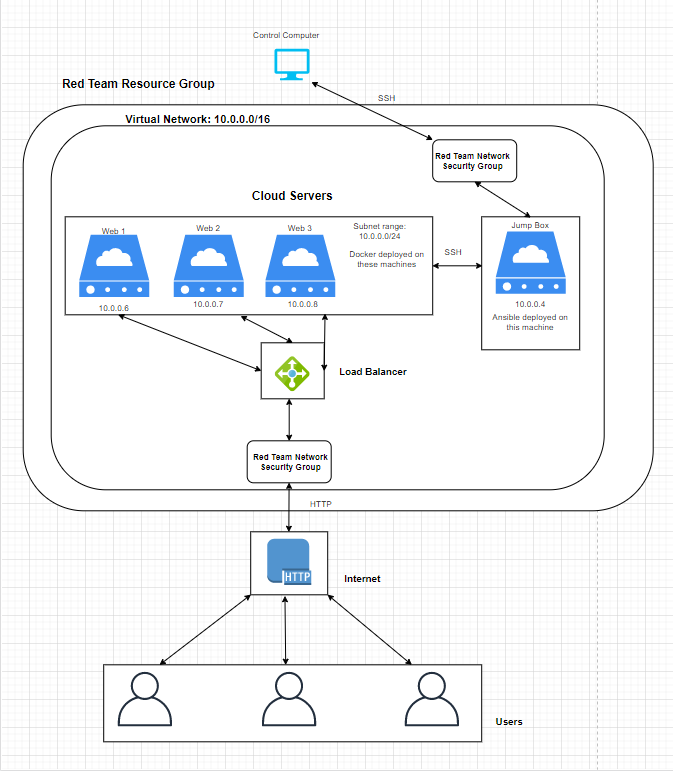 Control Computer
Red Team Resource Group
SSH
Virtual Network: 10.0.0.0/16
Red Team Network
Security Group
Cloud Servers
Web 1
Web 2
Web 3
Subnet range:
10.0.0.0/24
Docker deployed on
these machines
10.0.0.6
10.0.0.7
10.0.0.8
SSH
Jump Box
10.0.0.4
Ansible deployed on
this machine
Load Balancer
Red Team Network
Security Group
HTTP
HTTP
Internet
Users